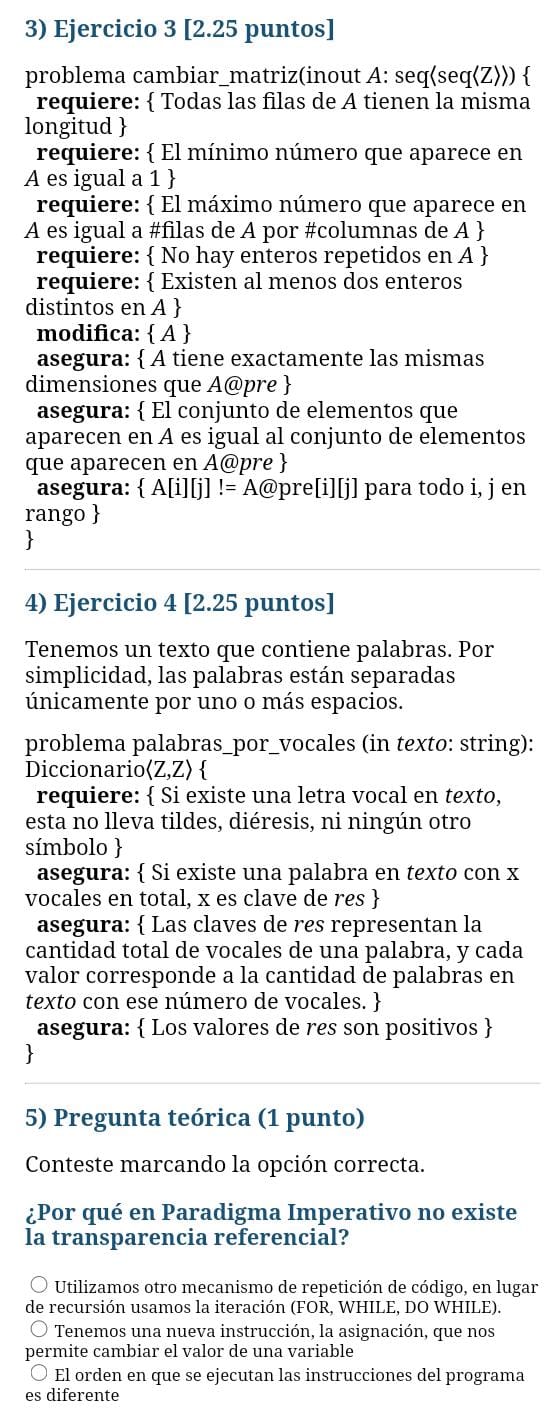 3) Ejercicio 3 [2.25 puntos]
problema cambiar_matriz(inout A: seq⟨seq⟨Z⟩⟩) {
requiere: { Todas las filas de A tienen la misma
longitud }
requiere: { El mínimo número que aparece en
A es igual a 1 }
requiere: { El máximo número que aparece en
A es igual a #filas de A por #columnas de A }
requiere: { No hay enteros repetidos en A }
requiere: { Existen al menos dos enteros
distintos en A }
modifica: { A }
asegura: { A tiene exactamente las mismas
dimensiones que A@pre }
asegura: { El conjunto de elementos que
aparecen en A es igual al conjunto de elementos
que aparecen en A@pre }
asegura: { A[i][j] != A@pre[i][j] para todo i, j en
rango }
}
4) Ejercicio 4 [2.25 puntos]
Tenemos un texto que contiene palabras. Por
simplicidad, las palabras están separadas
únicamente por uno o más espacios.
problema palabras_por_vocales (in texto: string):
Diccionario⟨Z,Z⟩ {
requiere: { Si existe una letra vocal en texto,
esta no lleva tildes, diéresis, ni ningún otro
símbolo }
asegura: { Si existe una palabra en texto con x
vocales en total, x es clave de res }
asegura: { Las claves de res representan la
cantidad total de vocales de una palabra, y cada
valor corresponde a la cantidad de palabras en
texto con ese número de vocales. }
asegura: { Los valores de res son positivos }
}
5) Pregunta teórica (1 punto)
Conteste marcando la opción correcta.
¿Por qué en Paradigma Imperativo no existe
la transparencia referencial?
Utilizamos otro mecanismo de repetición de código, en lugar
de recursión usamos la iteración (FOR, WHILE, DO WHILE).
Tenemos una nueva instrucción, la asignación, que nos
permite cambiar el valor de una variable
El orden en que se ejecutan las instrucciones del programa
es diferente